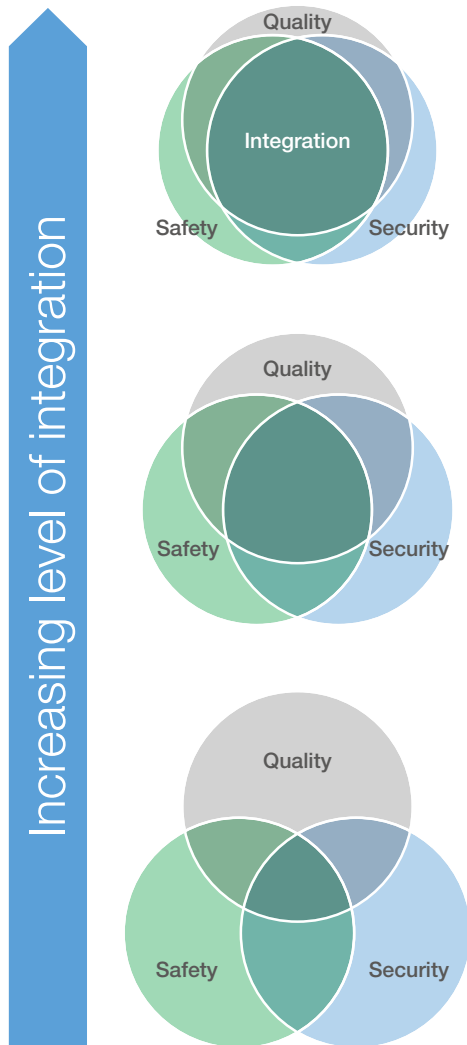 Increasing level of integration
Quality
Integration
Safety
Security
Quality
Safety
Security
Quality
Safety
Security